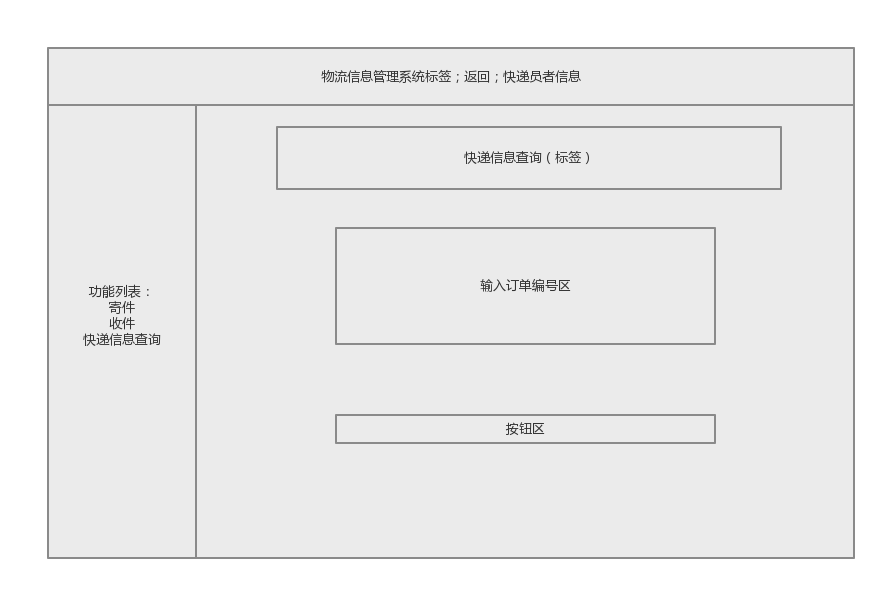 物流信息管理系统标签；返回；快递员者信息
快递信息查询（标签）
输入订单编号区
功能列表：
寄件
收件
快递信息查询
按钮区